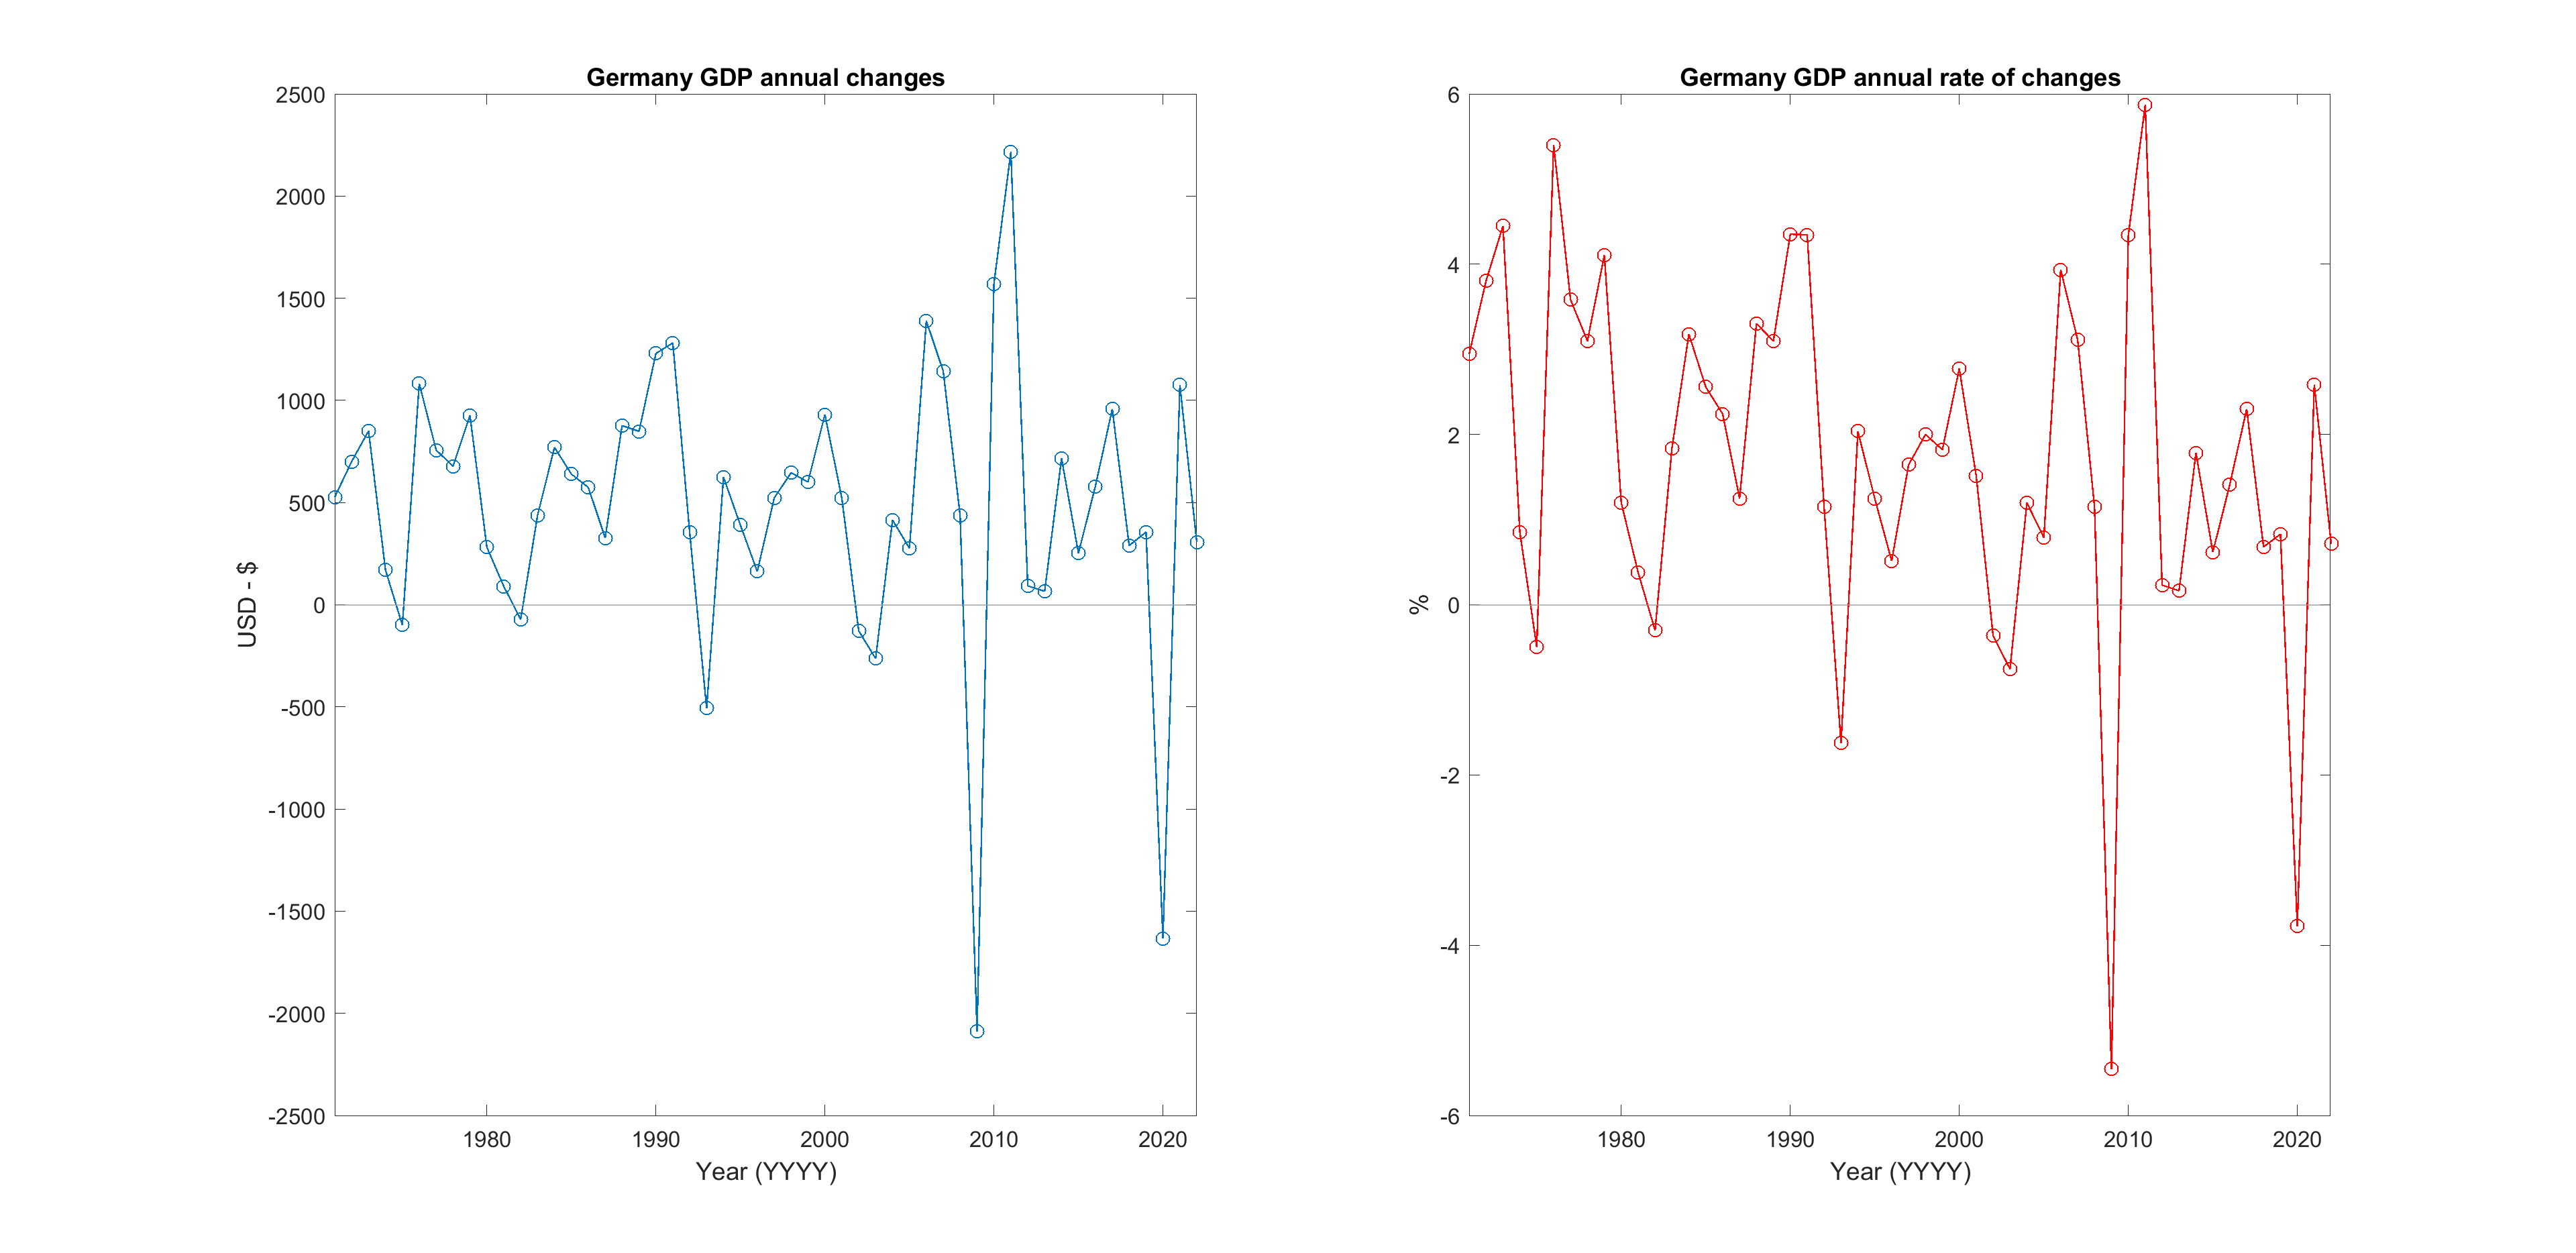 Germany GDP annual changes
2500
2000
1500
1000
500
0
-500
-1000
-1500
-2000
-2500
USD - $
1980 1990 2000 2010 2020
Year (YYYY)
Germany GDP annual rate of changes
6
4
2
0
-2
-4
-6
%
1980 1990 2000 2010 2020
Year (YYYY)